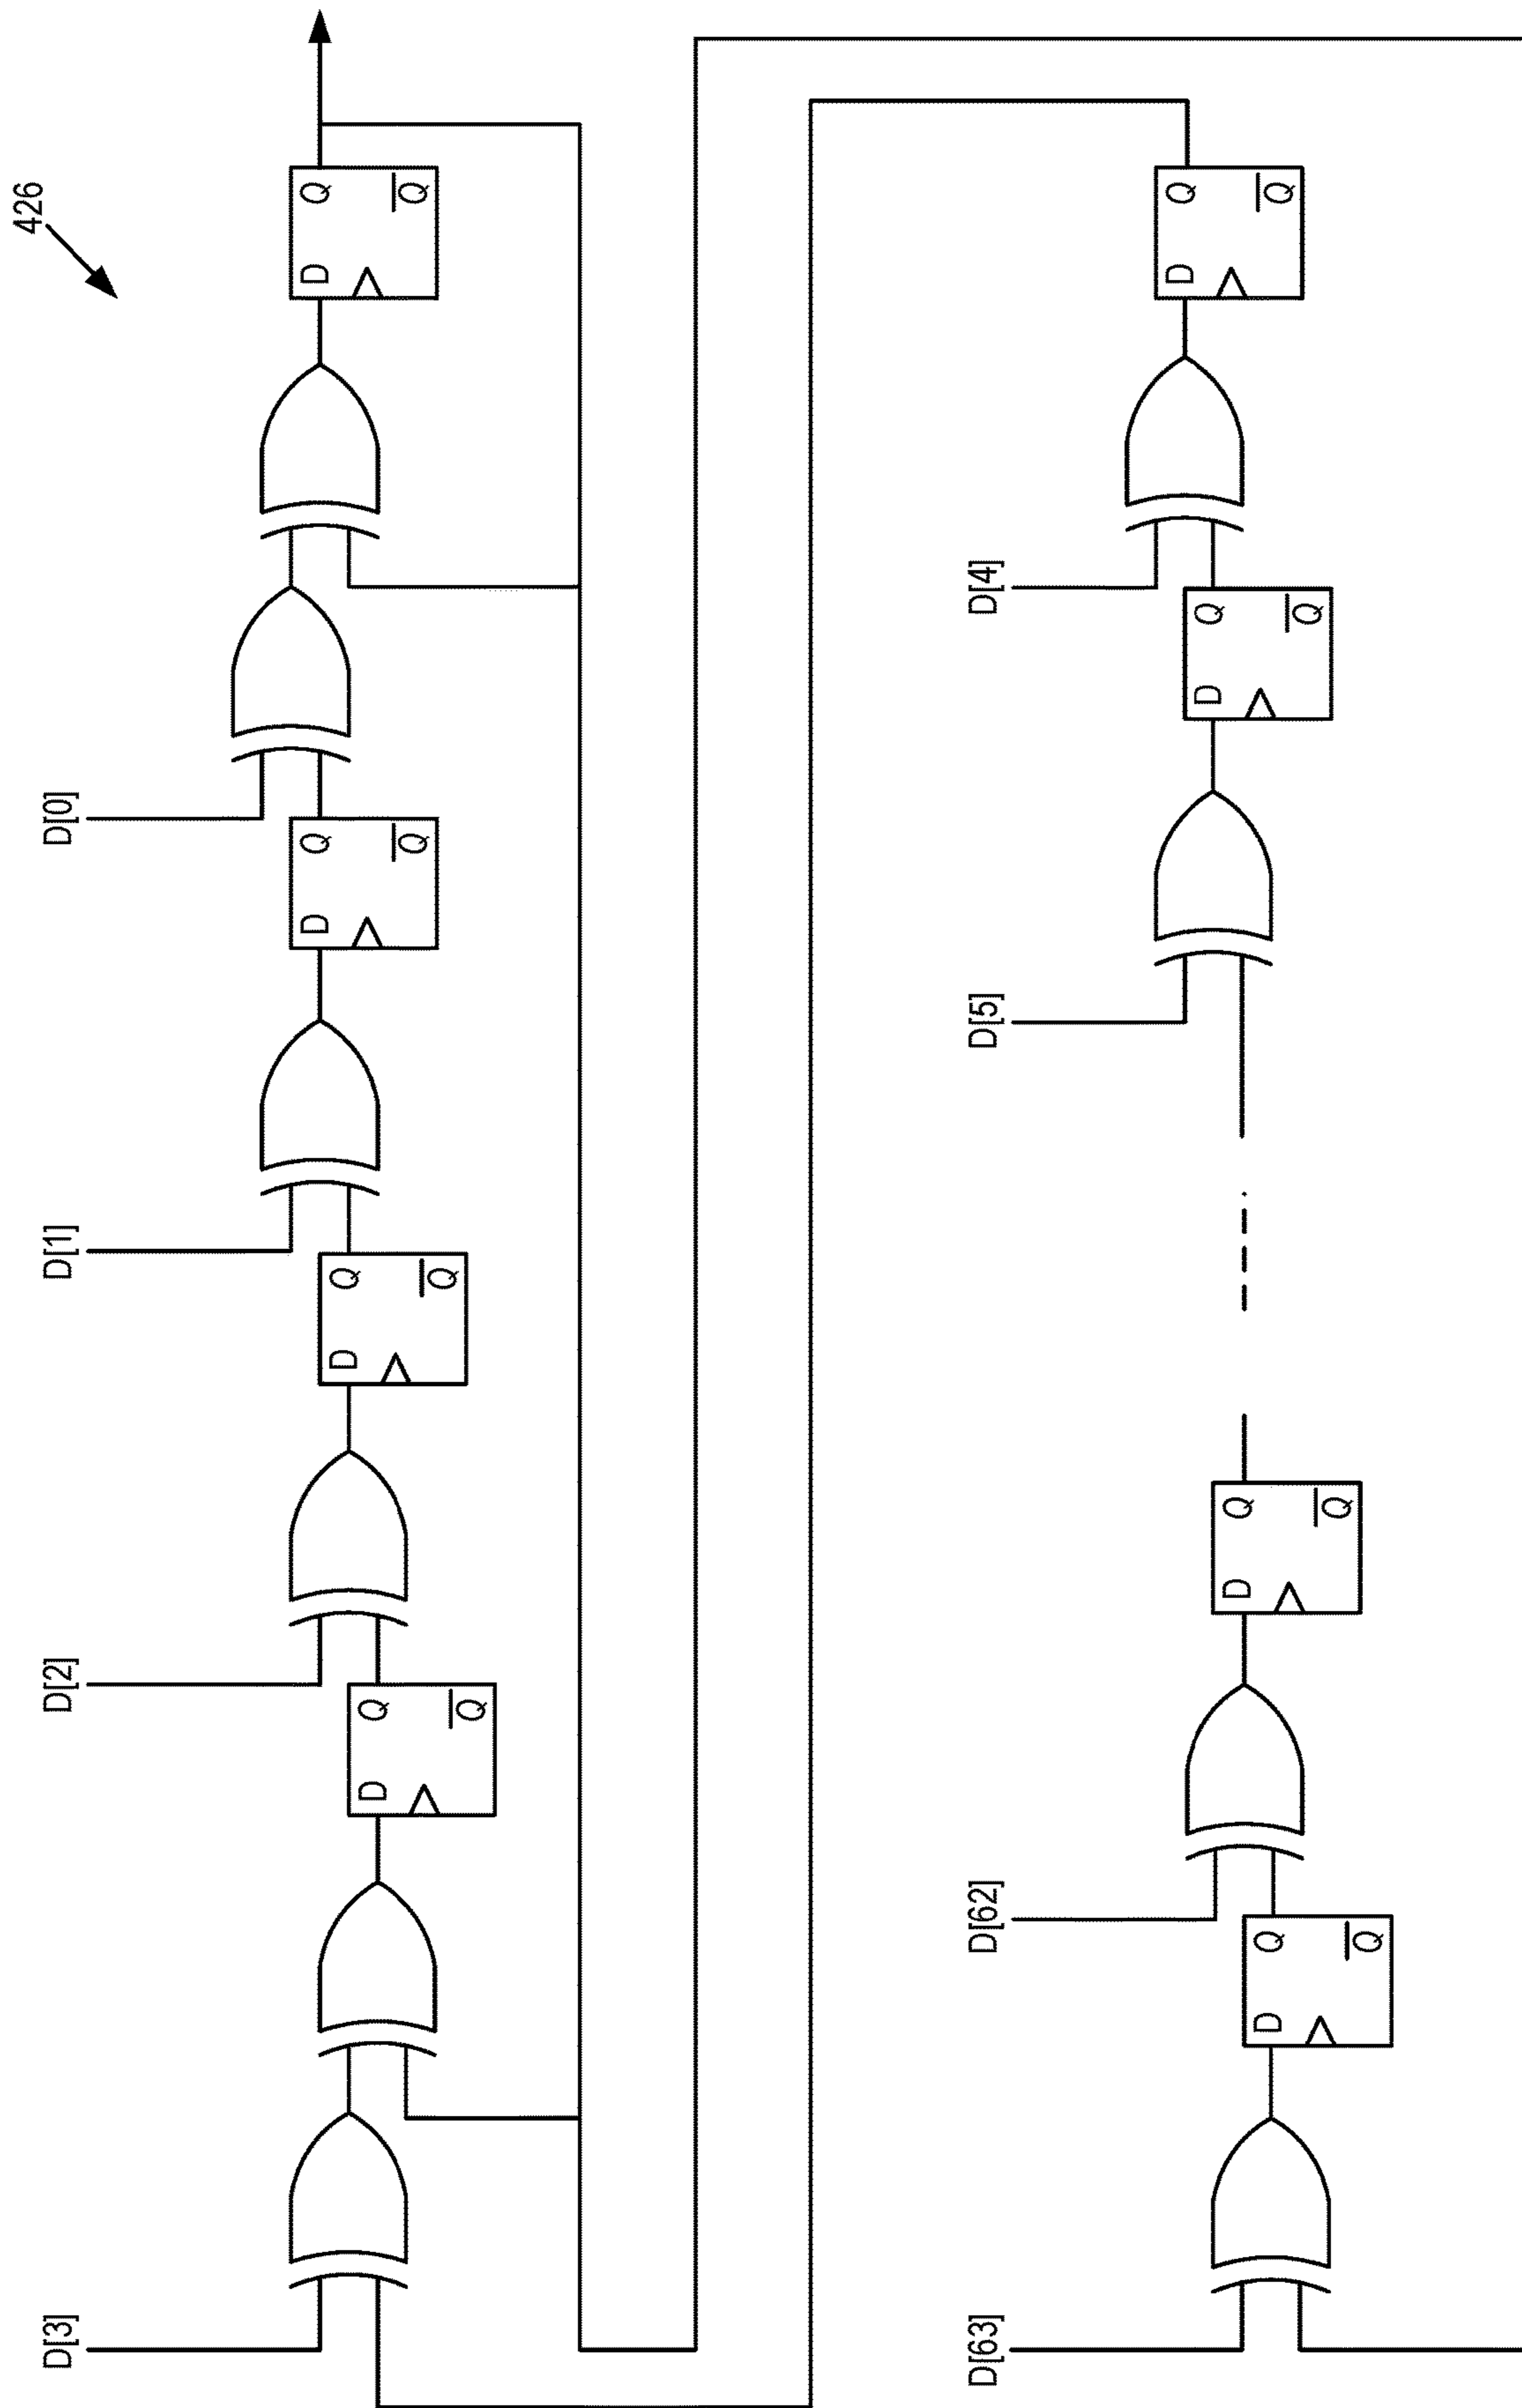 426
D[3]
D[2]
D[1]
D[0]
D Q
Q̅
D Q
Q̅
D Q
Q̅
D Q
Q̅
D[63]
D[62]
D[5]
D[4]
D Q
Q̅
D Q
Q̅
D Q
Q̅
D Q
Q̅